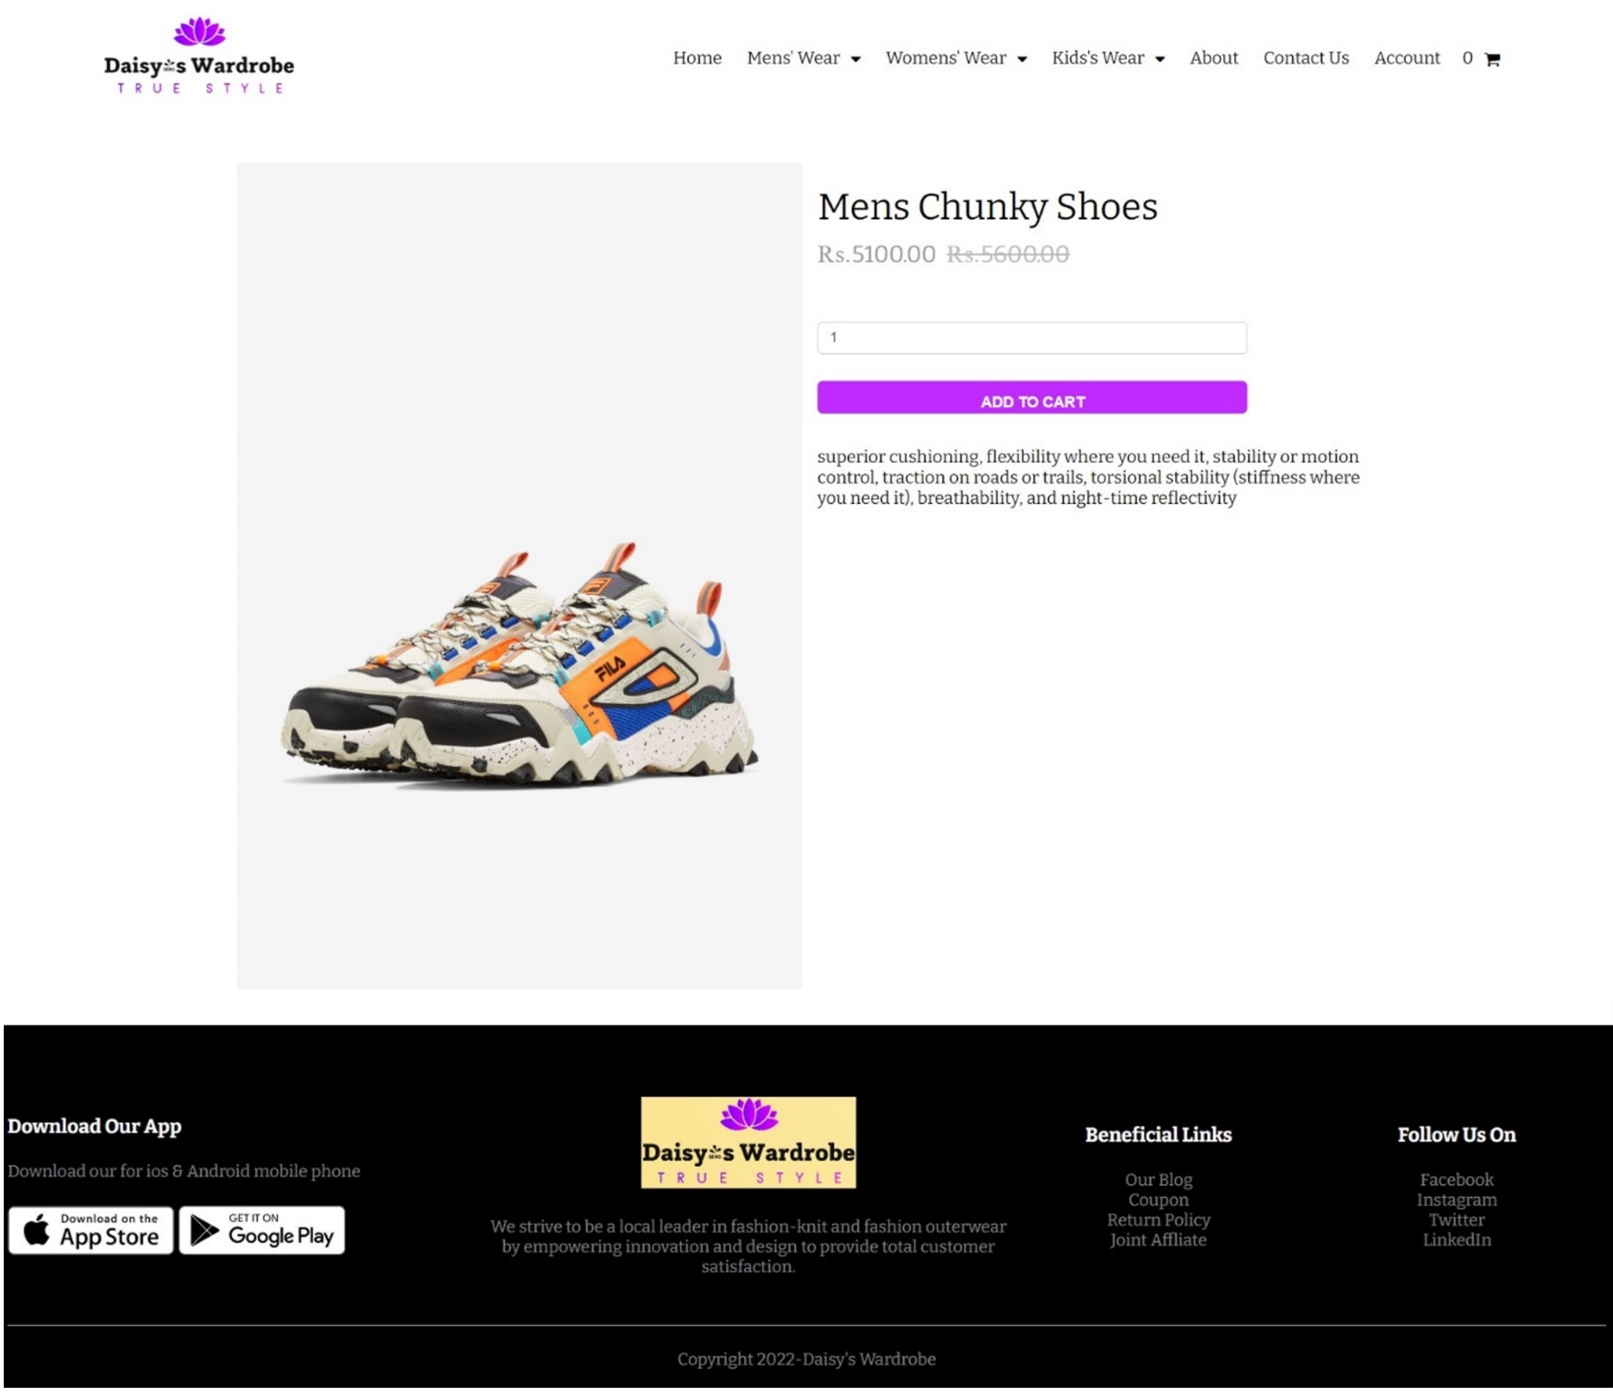 Daisy's Wardrobe
TRUE STYLE
Home Mens' Wear Womens' Wear Kid's Wear About Contact Us Account 0
Mens Chunky Shoes
Rs.5100.00 Rs.5600.00
1
ADD TO CART
superior cushioning, flexibility where you need it, stability or motion
control, traction on roads or trails, torsional stability (stiffness where
you need it), breathability, and night-time reflectivity
FILA
Download Our App
Download our for ios & Android mobile phone
Download on the
App Store
GET IT ON
Google Play
Daisy's Wardrobe
TRUE STYLE
We strive to be a local leader in fashion-knit and fashion outerwear
by empowering innovation and design to provide total customer
satisfaction.
Beneficial Links
Our Blog
Coupon
Return Policy
Joint Affliate
Follow Us On
Facebook
Instagram
Twitter
LinkedIn
Copyright 2022-Daisy's Wardrobe